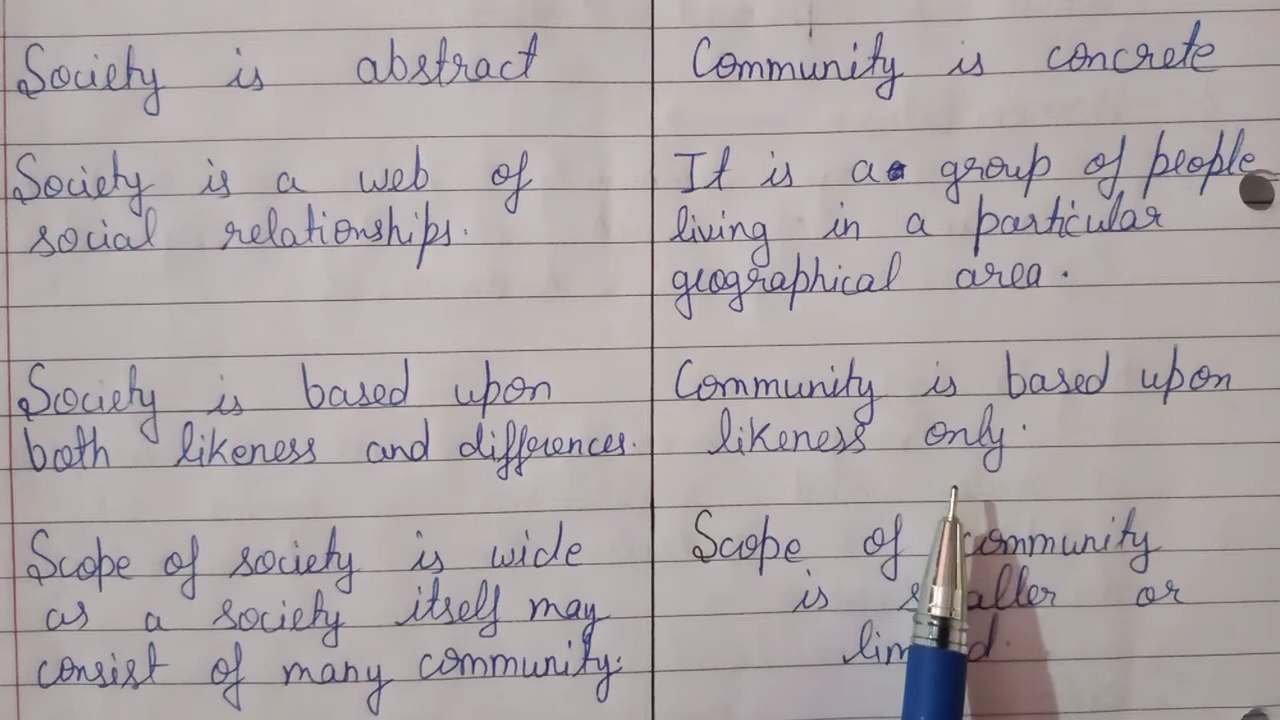 Society is abstract
Society is a web of
social relationships.
Society is based upon
both likeness and differences.
Scope of society is wide
as a society itself may
consist of many community.
Community is concrete
It is a group of people
living in a particular
geographical area.
Community is based upon
likeness only.
Scope of community
is smaller or